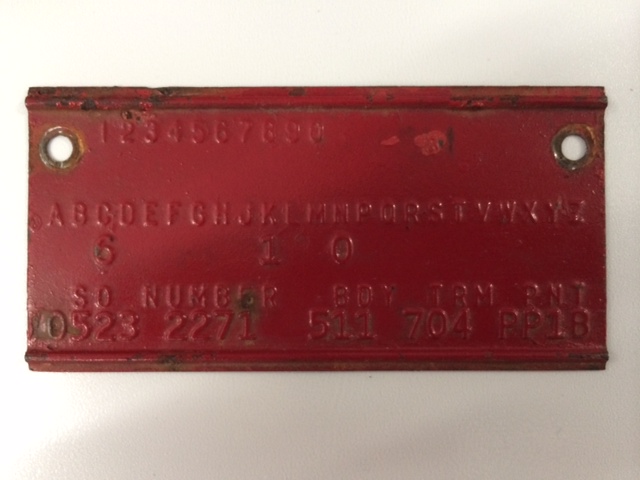 1234567890
ABCDEFGHJKLMNPQRSTVWXYZ
6 1 0
SO NUMBER BDY TRM PNT
0523 2271 511 704 PP1B